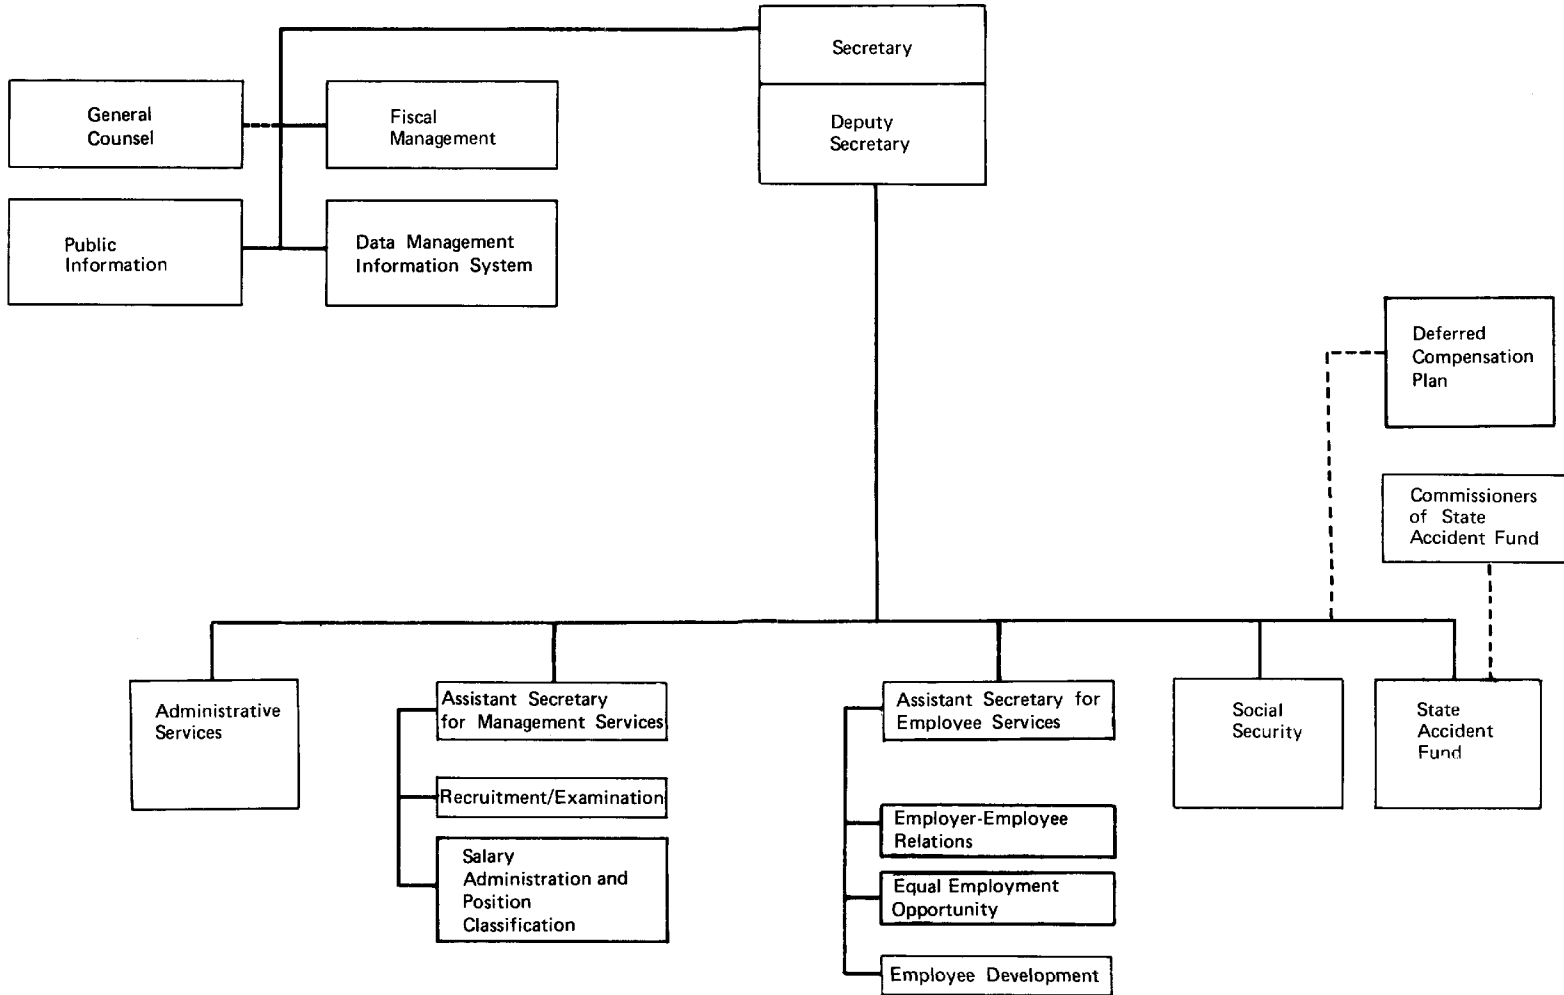 Secretary
Deputy
Secretary
General
Counsel
Fiscal
Management
Public
Information
Data Management
Information System
Deferred
Compensation
Plan
Commissioners
of State
Accident Fund
Administrative
Services
Assistant Secretary
for Management Services
Recruitment/Examination
Salary
Administration and
Position
Classification
Assistant Secretary for
Employee Services
Employer-Employee
Relations
Equal Employment
Opportunity
Employee Development
Social
Security
State
Accident
Fund